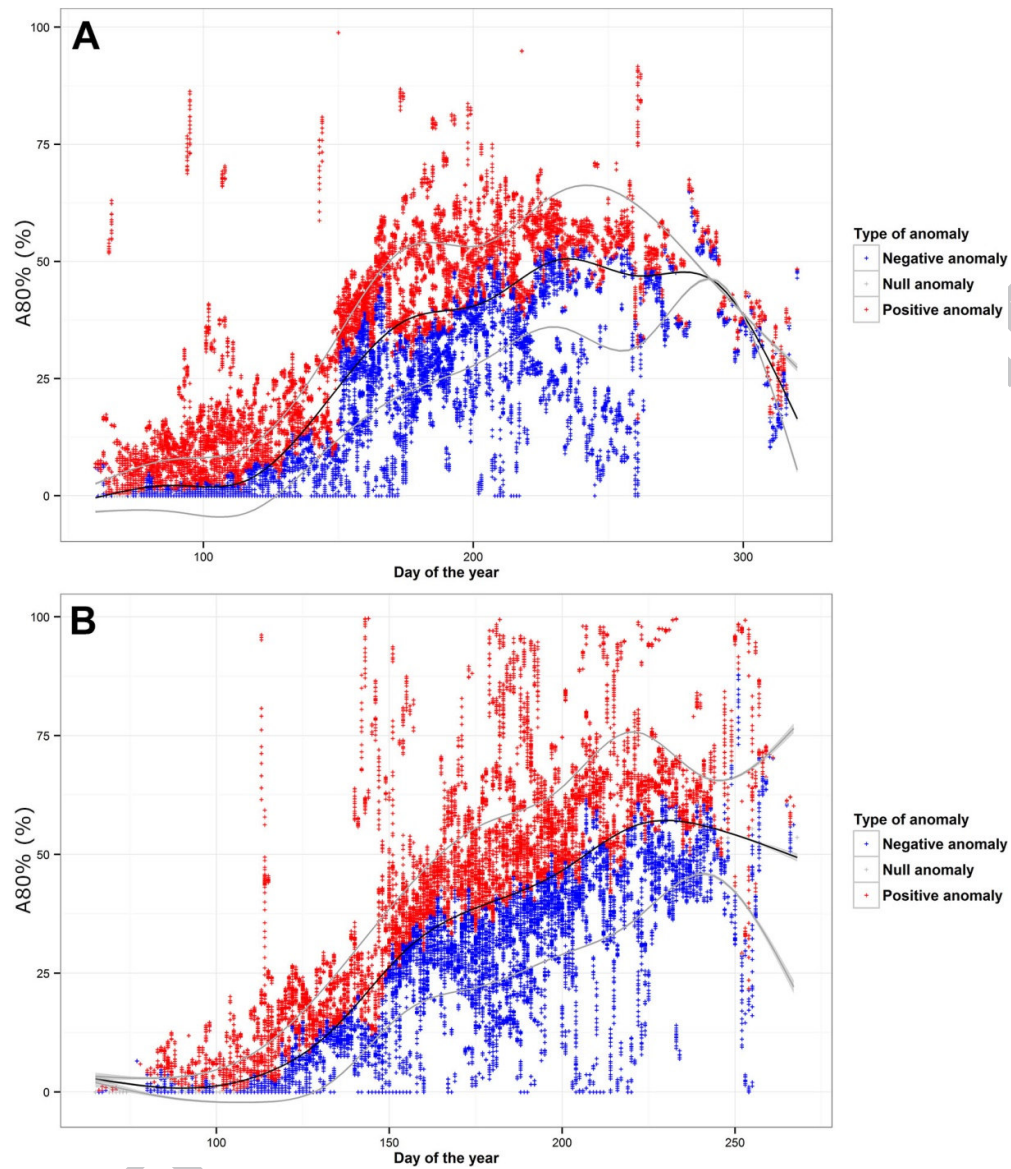 A
100
75
50
25
0
A80% (%)
100
200
300
Day of the year
Type of anomaly
Negative anomaly
Null anomaly
Positive anomaly
B
100
75
50
25
0
A80% (%)
100
150
200
250
Day of the year
Type of anomaly
Negative anomaly
Null anomaly
Positive anomaly